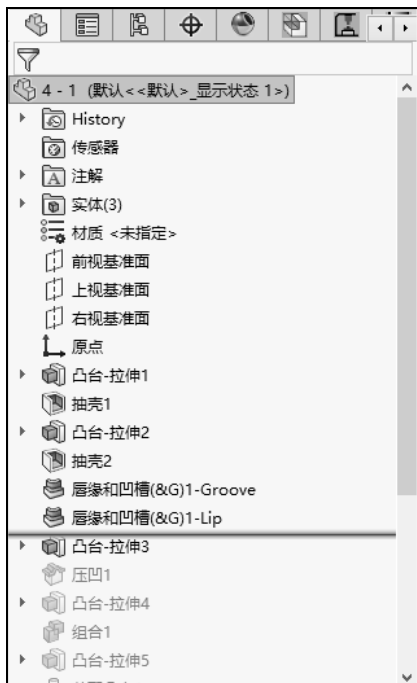 4 - 1 (默认<<默认>_显示状态 1>)
History
传感器
注解
实体(3)
材质 <未指定>
前视基准面
上视基准面
右视基准面
原点
凸台-拉伸1
抽壳1
凸台-拉伸2
抽壳2
唇缘和凹槽(&G)1-Groove
唇缘和凹槽(&G)1-Lip
凸台-拉伸3
压凹1
凸台-拉伸4
组合1
凸台-拉伸5